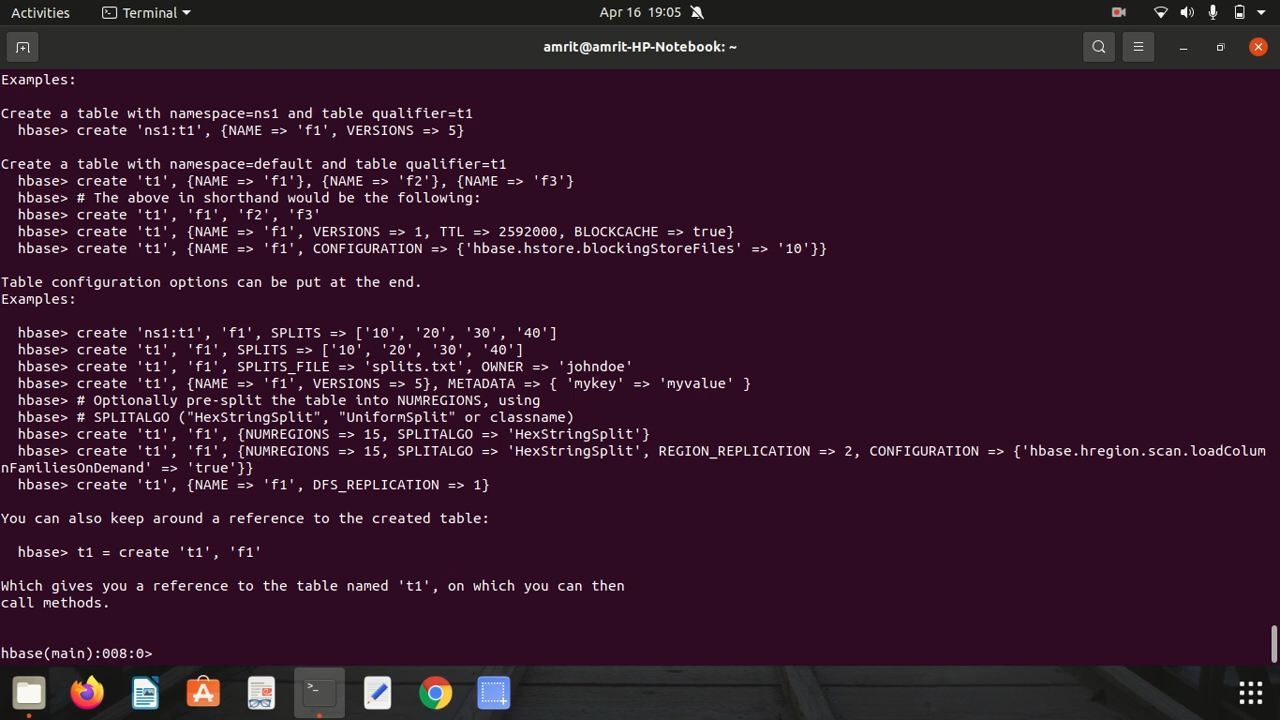 Activities
Terminal
Apr 16 19:05
amrit@amrit-HP-Notebook: ~
Examples:
Create a table with namespace=ns1 and table qualifier=t1
hbase> create 'ns1:t1', {NAME => 'f1', VERSIONS => 5}
Create a table with namespace=default and table qualifier=t1
hbase> create 't1', {NAME => 'f1'}, {NAME => 'f2'}, {NAME => 'f3'}
hbase> # The above in shorthand would be the following:
hbase> create 't1', 'f1', 'f2', 'f3'
hbase> create 't1', {NAME => 'f1', VERSIONS => 1, TTL => 2592000, BLOCKCACHE => true}
hbase> create 't1', {NAME => 'f1', CONFIGURATION => {'hbase.hstore.blockingStoreFiles' => '10'}}
Table configuration options can be put at the end.
Examples:
hbase> create 'ns1:t1', 'f1', SPLITS => ['10', '20', '30', '40']
hbase> create 't1', 'f1', SPLITS => ['10', '20', '30', '40']
hbase> create 't1', 'f1', SPLITS_FILE => 'splits.txt', OWNER => 'johndoe'
hbase> create 't1', {NAME => 'f1', VERSIONS => 5}, METADATA => { 'mykey' => 'myvalue' }
hbase> # Optionally pre-split the table into NUMREGIONS, using
hbase> # SPLITALGO ("HexStringSplit", "UniformSplit" or classname)
hbase> create 't1', 'f1', {NUMREGIONS => 15, SPLITALGO => 'HexStringSplit'}
hbase> create 't1', 'f1', {NUMREGIONS => 15, SPLITALGO => 'HexStringSplit', REGION_REPLICATION => 2, CONFIGURATION => {'hbase.hregion.scan.loadColum
nFamiliesOnDemand' => 'true'}}
hbase> create 't1', {NAME => 'f1', DFS_REPLICATION => 1}
You can also keep around a reference to the created table:
hbase> t1 = create 't1', 'f1'
Which gives you a reference to the table named 't1', on which you can then
call methods.
hbase(main):008:0>